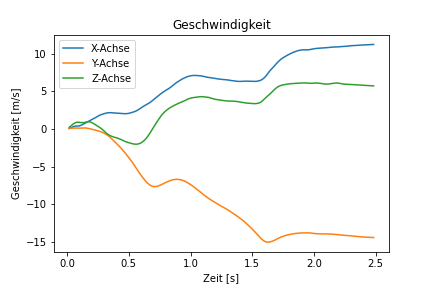 Geschwindigkeit
X-Achse
Y-Achse
Z-Achse
Geschwindigkeit [m/s]
10
5
0
−5
−10
−15
0.0 0.5 1.0 1.5 2.0 2.5
Zeit [s]